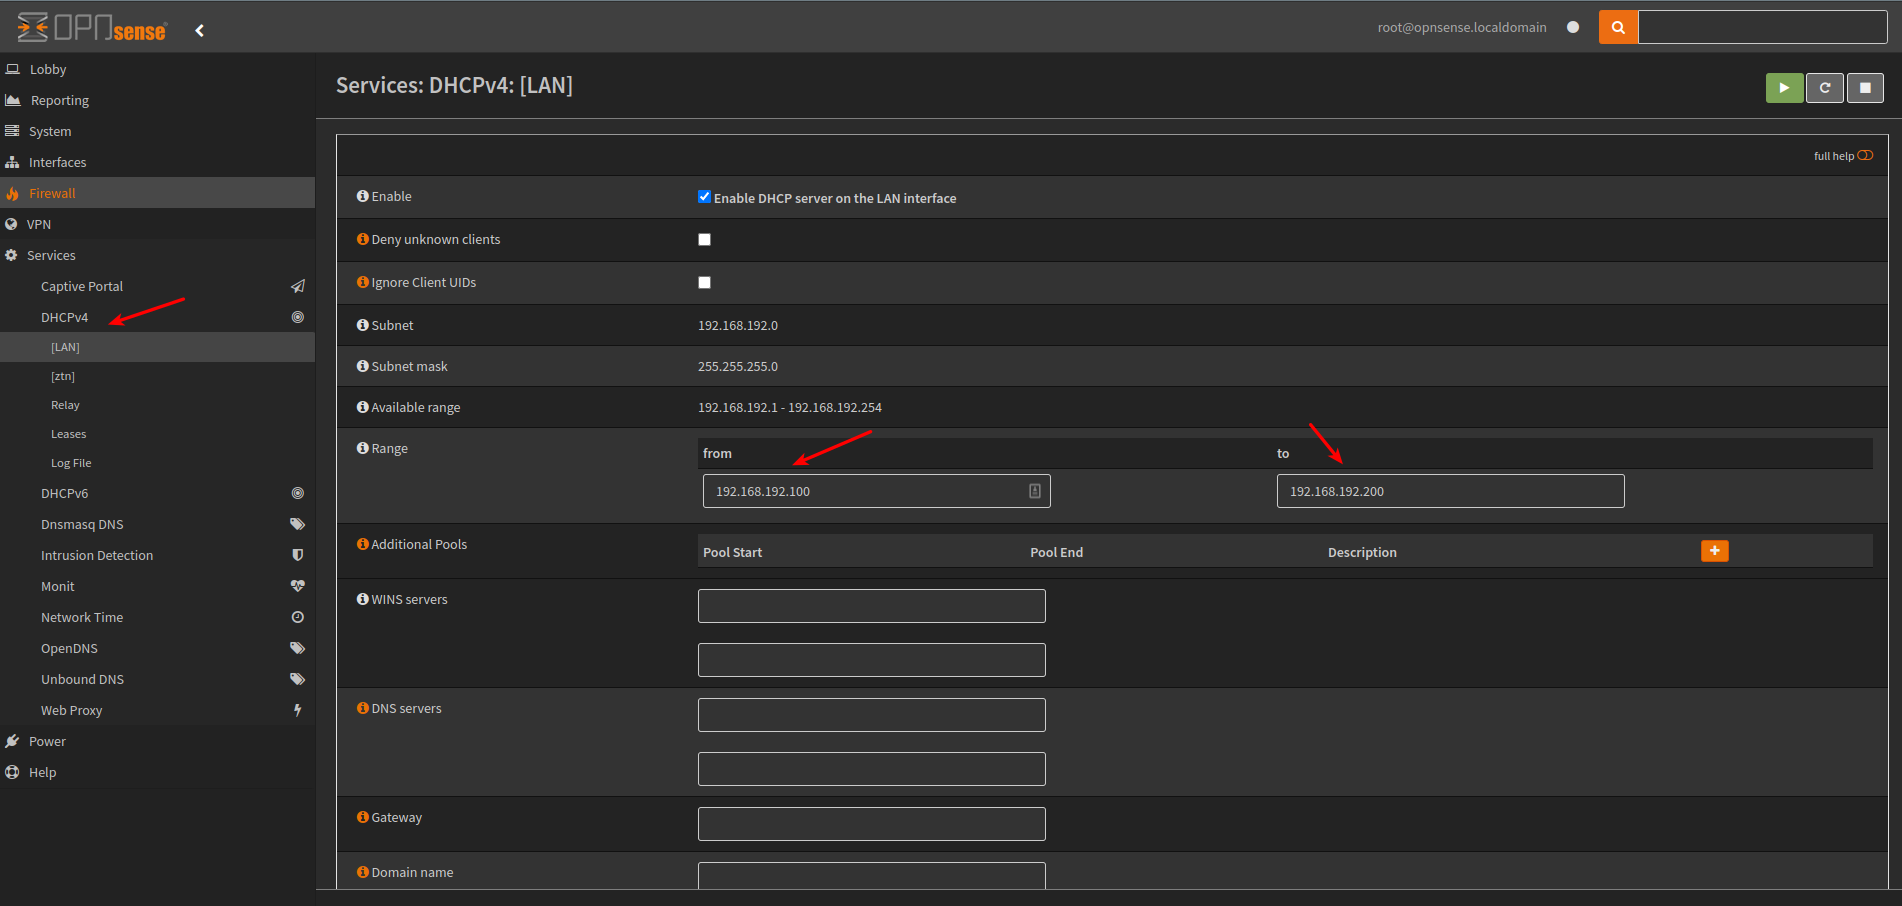 OPNsense
root@opnsense.localdomain
Lobby
Reporting
System
Interfaces
Firewall
VPN
Services
Captive Portal
DHCPv4
[LAN]
[ztn]
Relay
Leases
Log File
DHCPv6
Dnsmasq DNS
Intrusion Detection
Monit
Network Time
OpenDNS
Unbound DNS
Web Proxy
Power
Help
Services: DHCPv4: [LAN]
full help
Enable
Enable DHCP server on the LAN interface
Deny unknown clients
Ignore Client UIDs
Subnet
192.168.192.0
Subnet mask
255.255.255.0
Available range
192.168.192.1 - 192.168.192.254
Range
from
to
192.168.192.100
192.168.192.200
Additional Pools
Pool Start
Pool End
Description
WINS servers
DNS servers
Gateway
Domain name